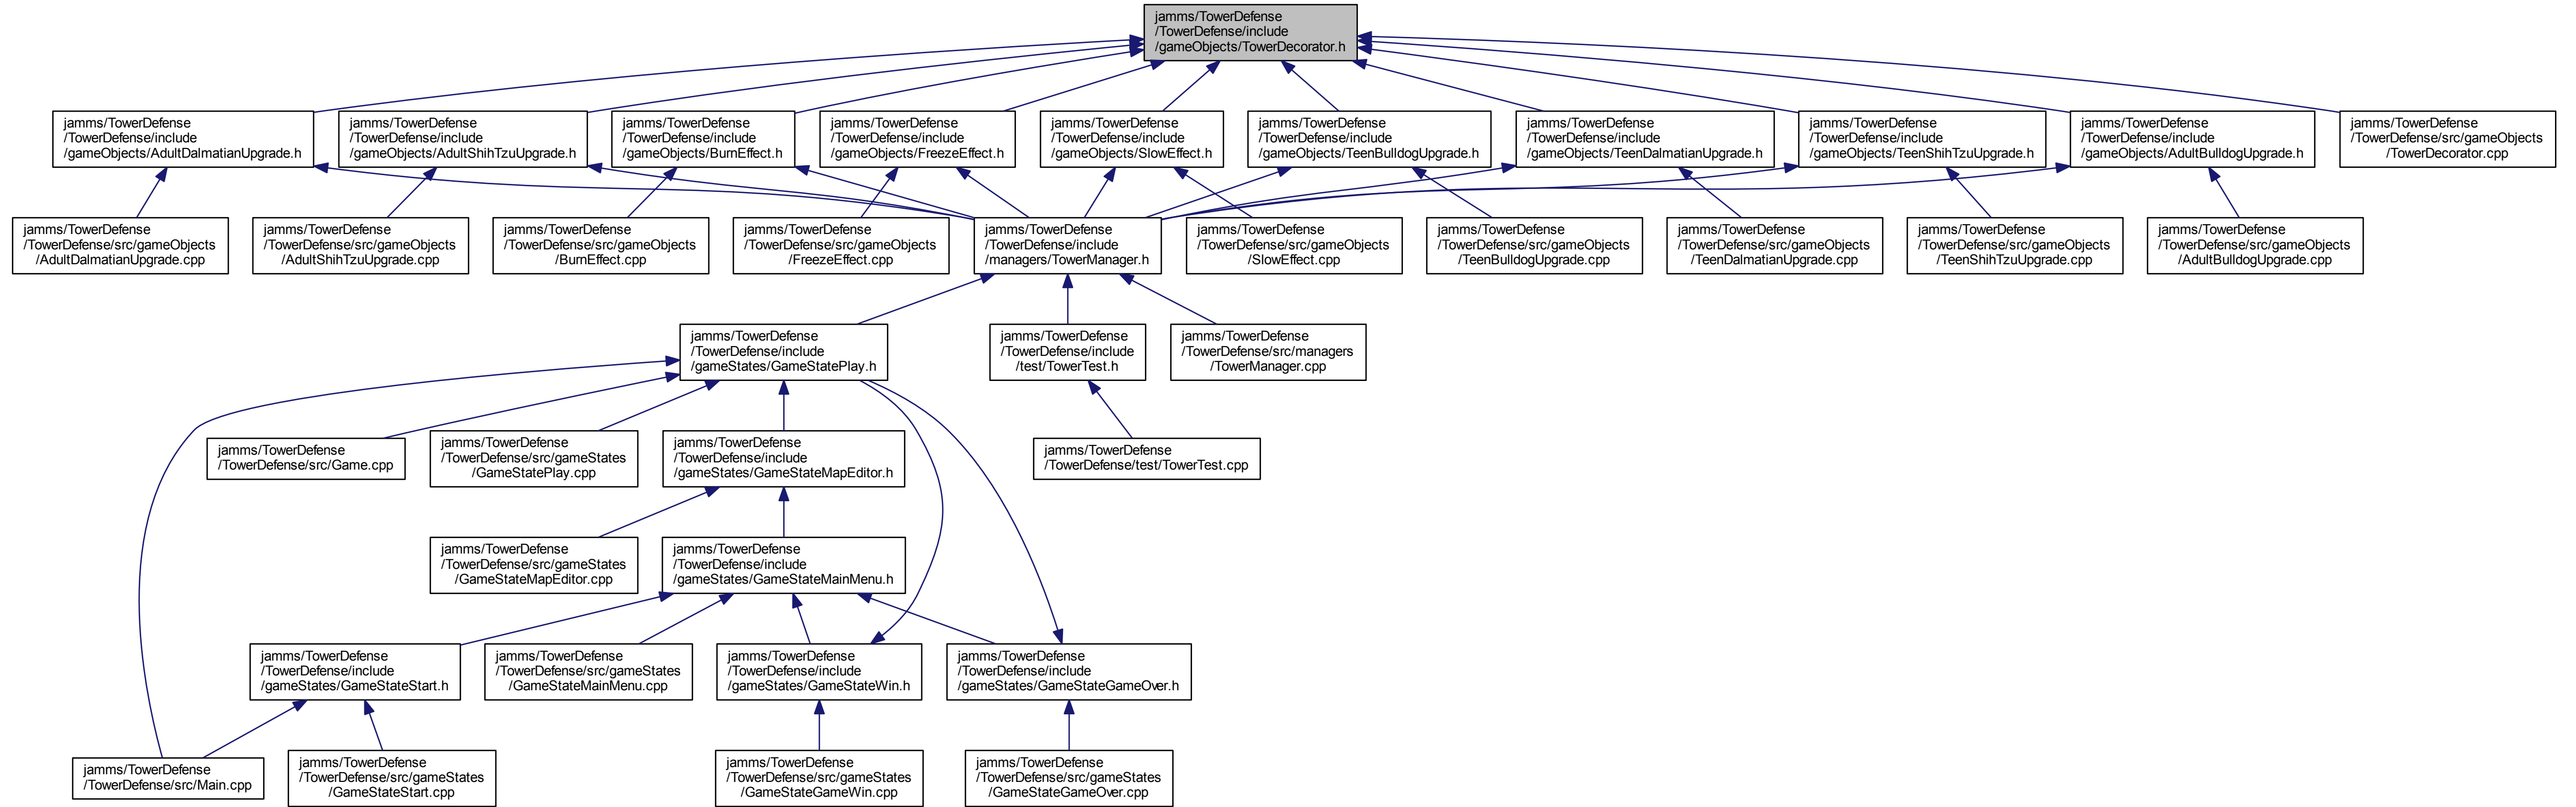 jamms/TowerDefense
/TowerDefense/include
/gameObjects/TowerDecorator.h
jamms/TowerDefense
/TowerDefense/include
/gameObjects/AdultDalmatianUpgrade.h
jamms/TowerDefense
/TowerDefense/include
/gameObjects/AdultShihTzuUpgrade.h
jamms/TowerDefense
/TowerDefense/include
/gameObjects/BurnEffect.h
jamms/TowerDefense
/TowerDefense/include
/gameObjects/FreezeEffect.h
jamms/TowerDefense
/TowerDefense/include
/gameObjects/SlowEffect.h
jamms/TowerDefense
/TowerDefense/include
/gameObjects/TeenBulldogUpgrade.h
jamms/TowerDefense
/TowerDefense/include
/gameObjects/TeenDalmatianUpgrade.h
jamms/TowerDefense
/TowerDefense/include
/gameObjects/TeenShihTzuUpgrade.h
jamms/TowerDefense
/TowerDefense/include
/gameObjects/AdultBulldogUpgrade.h
jamms/TowerDefense
/TowerDefense/src/gameObjects
/TowerDecorator.cpp
jamms/TowerDefense
/TowerDefense/src/gameObjects
/AdultDalmatianUpgrade.cpp
jamms/TowerDefense
/TowerDefense/src/gameObjects
/AdultShihTzuUpgrade.cpp
jamms/TowerDefense
/TowerDefense/src/gameObjects
/BurnEffect.cpp
jamms/TowerDefense
/TowerDefense/src/gameObjects
/FreezeEffect.cpp
jamms/TowerDefense
/TowerDefense/include
/managers/TowerManager.h
jamms/TowerDefense
/TowerDefense/src/gameObjects
/SlowEffect.cpp
jamms/TowerDefense
/TowerDefense/src/gameObjects
/TeenBulldogUpgrade.cpp
jamms/TowerDefense
/TowerDefense/src/gameObjects
/TeenDalmatianUpgrade.cpp
jamms/TowerDefense
/TowerDefense/src/gameObjects
/TeenShihTzuUpgrade.cpp
jamms/TowerDefense
/TowerDefense/src/gameObjects
/AdultBulldogUpgrade.cpp
jamms/TowerDefense
/TowerDefense/include
/gameStates/GameStatePlay.h
jamms/TowerDefense
/TowerDefense/include
/test/TowerTest.h
jamms/TowerDefense
/TowerDefense/src/managers
/TowerManager.cpp
jamms/TowerDefense
/TowerDefense/src/Game.cpp
jamms/TowerDefense
/TowerDefense/src/gameStates
/GameStatePlay.cpp
jamms/TowerDefense
/TowerDefense/include
/gameStates/GameStateMapEditor.h
jamms/TowerDefense
/TowerDefense/test/TowerTest.cpp
jamms/TowerDefense
/TowerDefense/src/gameStates
/GameStateMapEditor.cpp
jamms/TowerDefense
/TowerDefense/include
/gameStates/GameStateMainMenu.h
jamms/TowerDefense
/TowerDefense/include
/gameStates/GameStateStart.h
jamms/TowerDefense
/TowerDefense/src/gameStates
/GameStateMainMenu.cpp
jamms/TowerDefense
/TowerDefense/include
/gameStates/GameStateWin.h
jamms/TowerDefense
/TowerDefense/include
/gameStates/GameStateGameOver.h
jamms/TowerDefense
/TowerDefense/src/Main.cpp
jamms/TowerDefense
/TowerDefense/src/gameStates
/GameStateStart.cpp
jamms/TowerDefense
/TowerDefense/src/gameStates
/GameStateGameWin.cpp
jamms/TowerDefense
/TowerDefense/src/gameStates
/GameStateGameOver.cpp